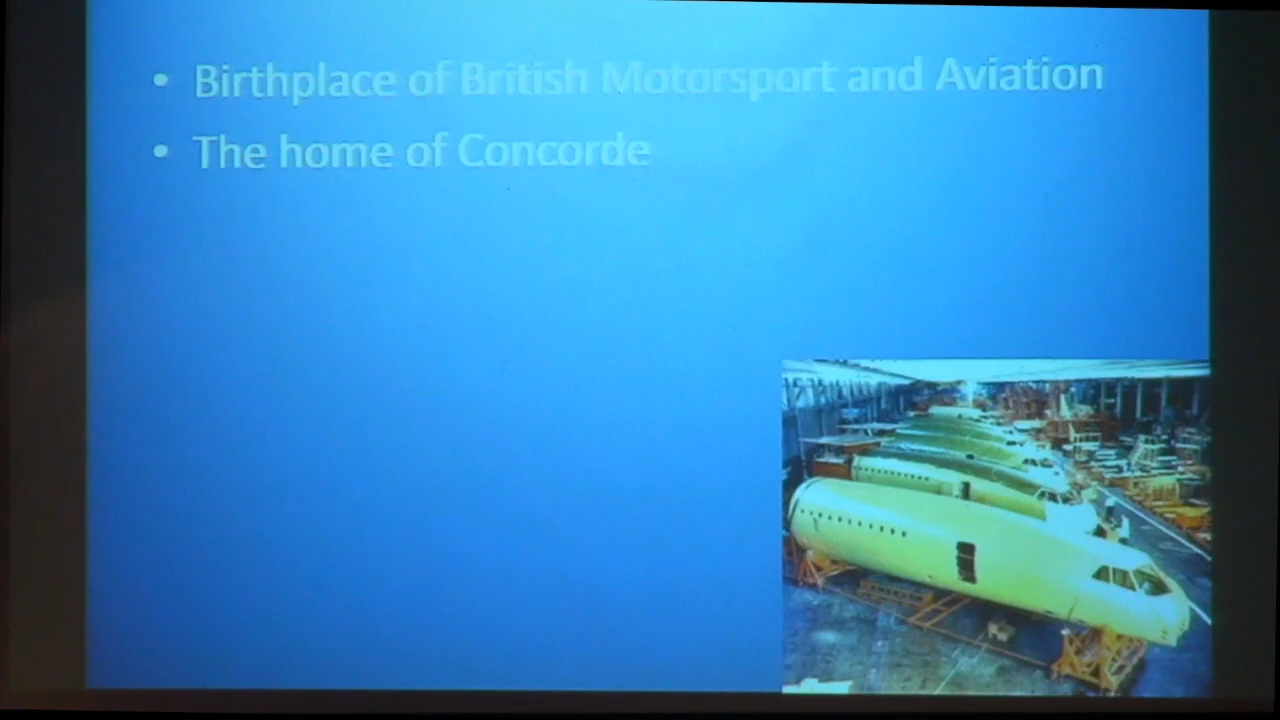 • Birthplace of British Motorsport and Aviation
• The home of Concorde